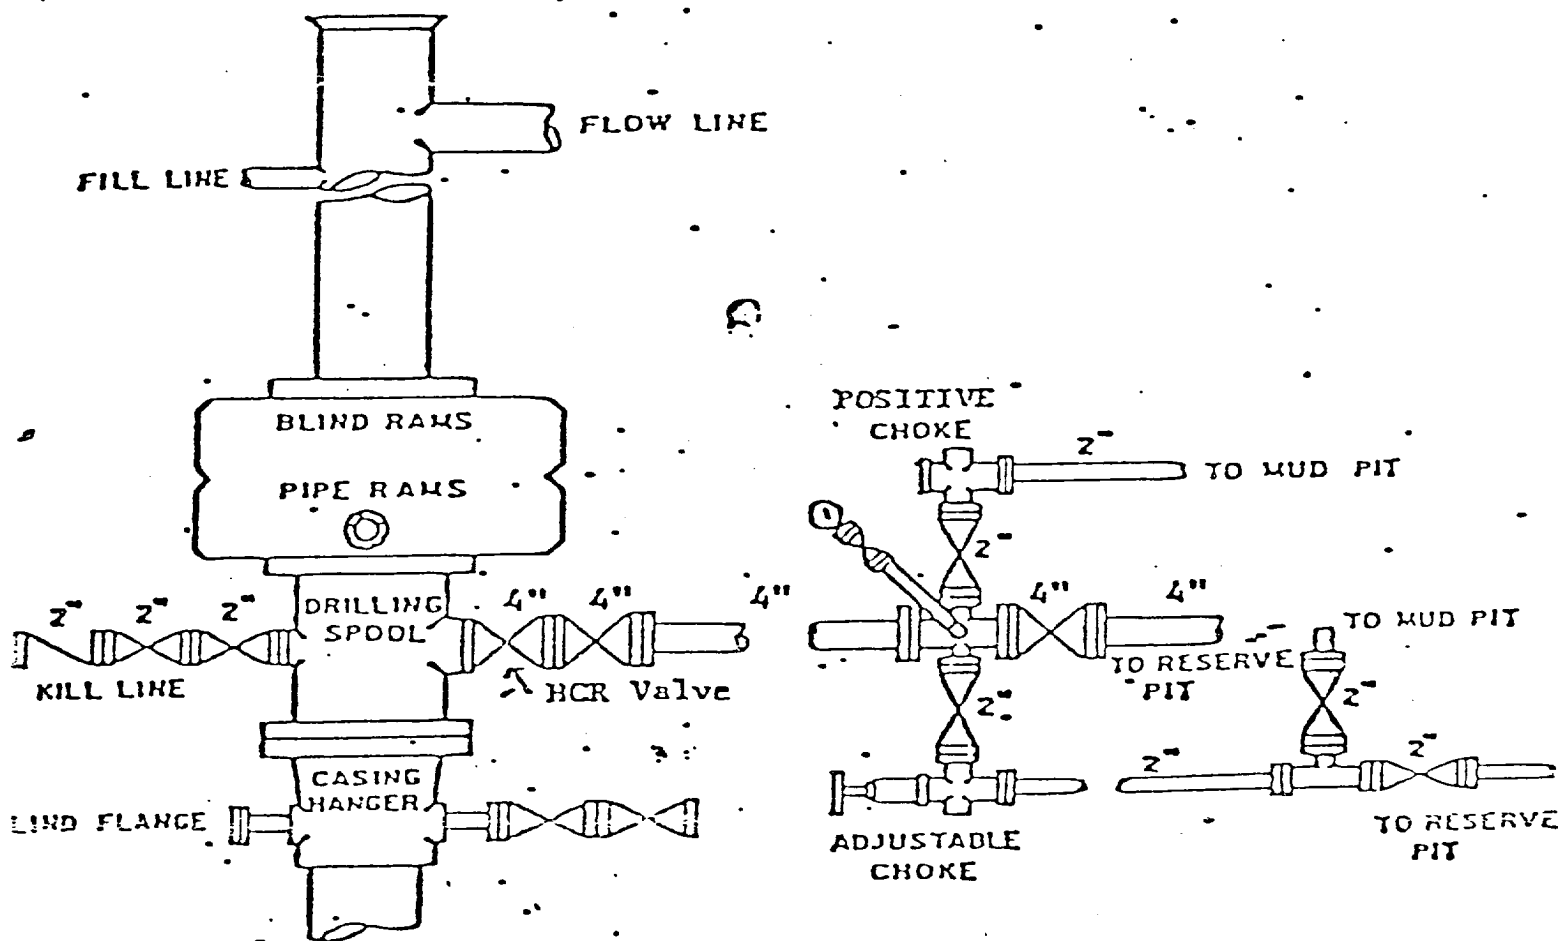 FLOW LINE
FILL LINE
BLIND RAMS
PIPE RAMS
DRILLING
SPOOL
2"
2"
2"
4"
4"
4"
KILL LINE
HCR Valve
CASING
HANGER
LIND FLANGE
POSITIVE
CHOKE
2"
TO MUD PIT
2"
4"
4"
TO RESERVE
PIT
2"
ADJUSTABLE
CHOKE
TO MUD PIT
2"
2"
2"
TO RESERVE
PIT